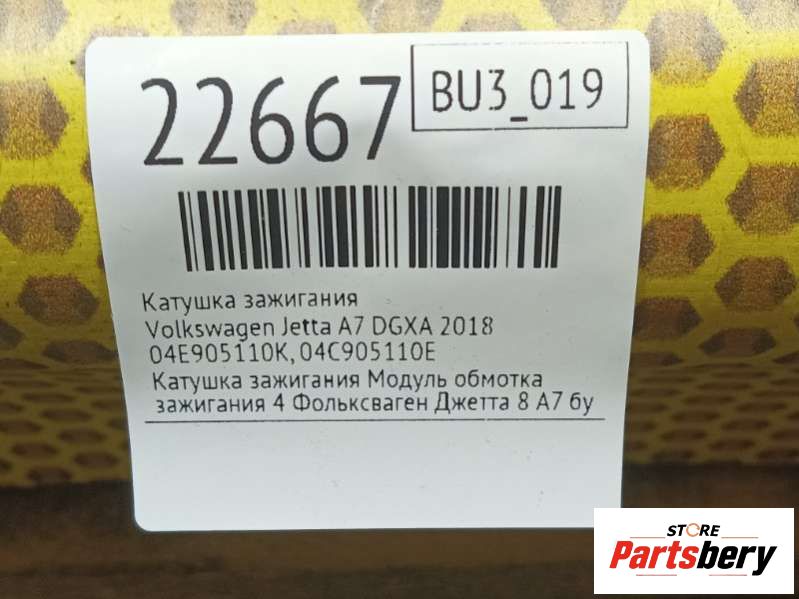 22667
BU3_019
Катушка зажигания
Volkswagen Jetta A7 DGXA 2018
04E905110K, 04C905110E
Катушка зажигания Модуль обмотка
зажигания 4 Фольксваген Джетта 8 А7 бу
STORE
Partsbery